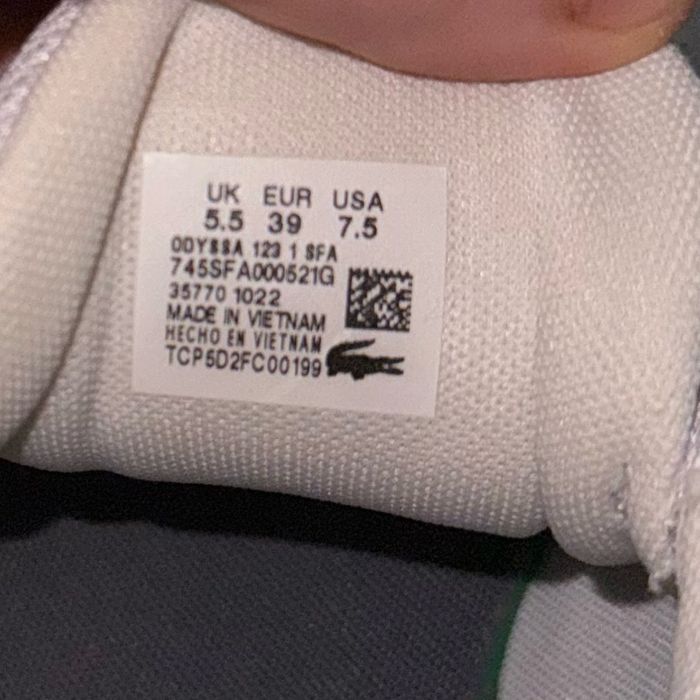 UK EUR USA
5.5 39 7.5
ODYSSA 123 1 SFA
745SFA000521G
35770 1022
MADE IN VIETNAM
HECHO EN VIETNAM
TCP5D2FC00199